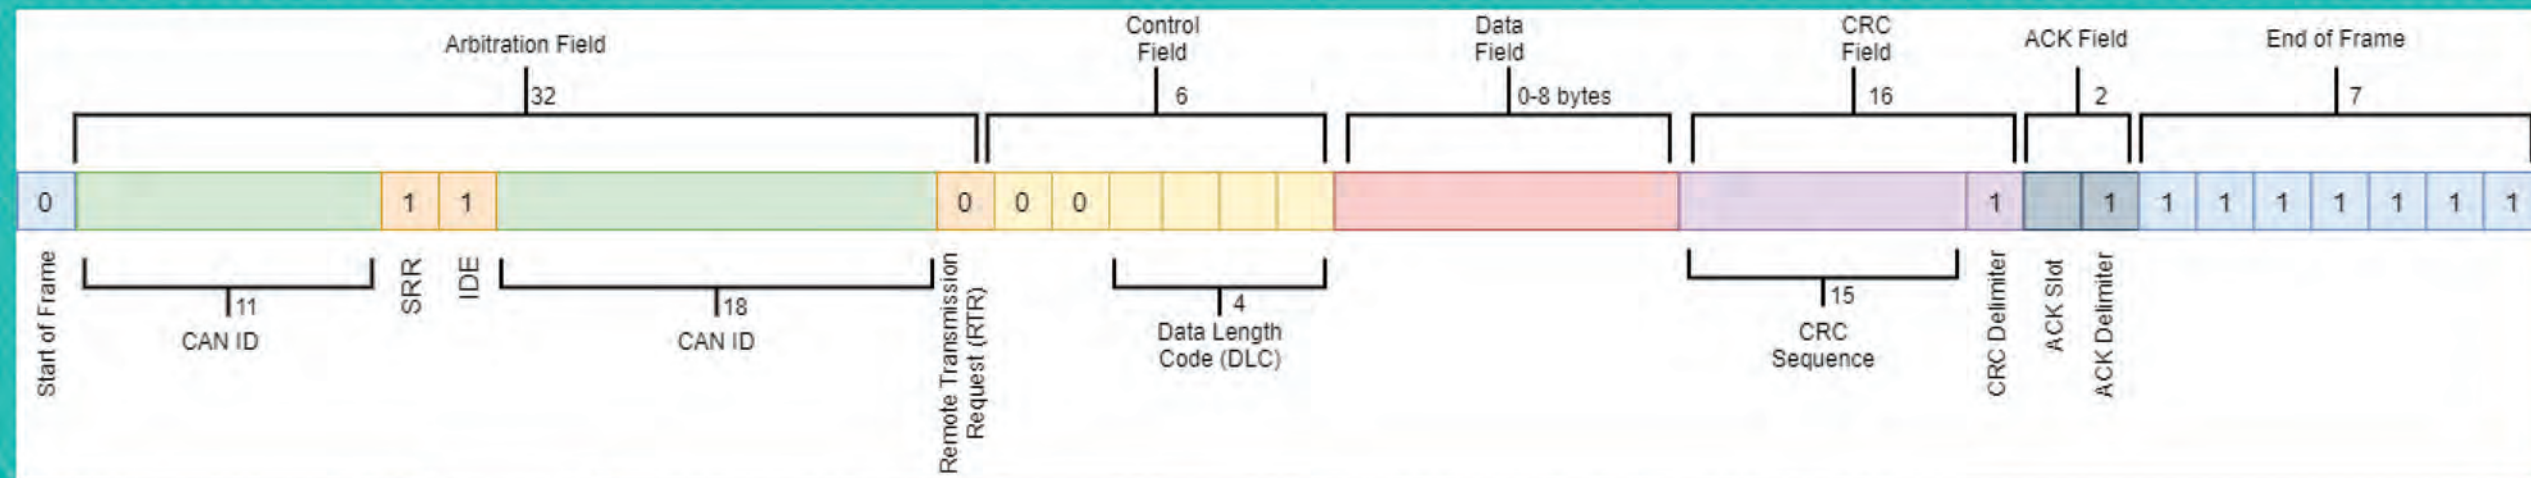 Arbitration Field
32
Control
Field
6
Data
Field
0-8 bytes
CRC
Field
16
ACK Field
2
End of Frame
7
0
1
1
0
0
0
1
1
1
1
1
1
1
1
1
Start of Frame
11
CAN ID
SRR
IDE
18
CAN ID
Remote Transmission
Request (RTR)
4
Data Length
Code (DLC)
15
CRC
Sequence
CRC Delimiter
ACK Slot
ACK Delimiter